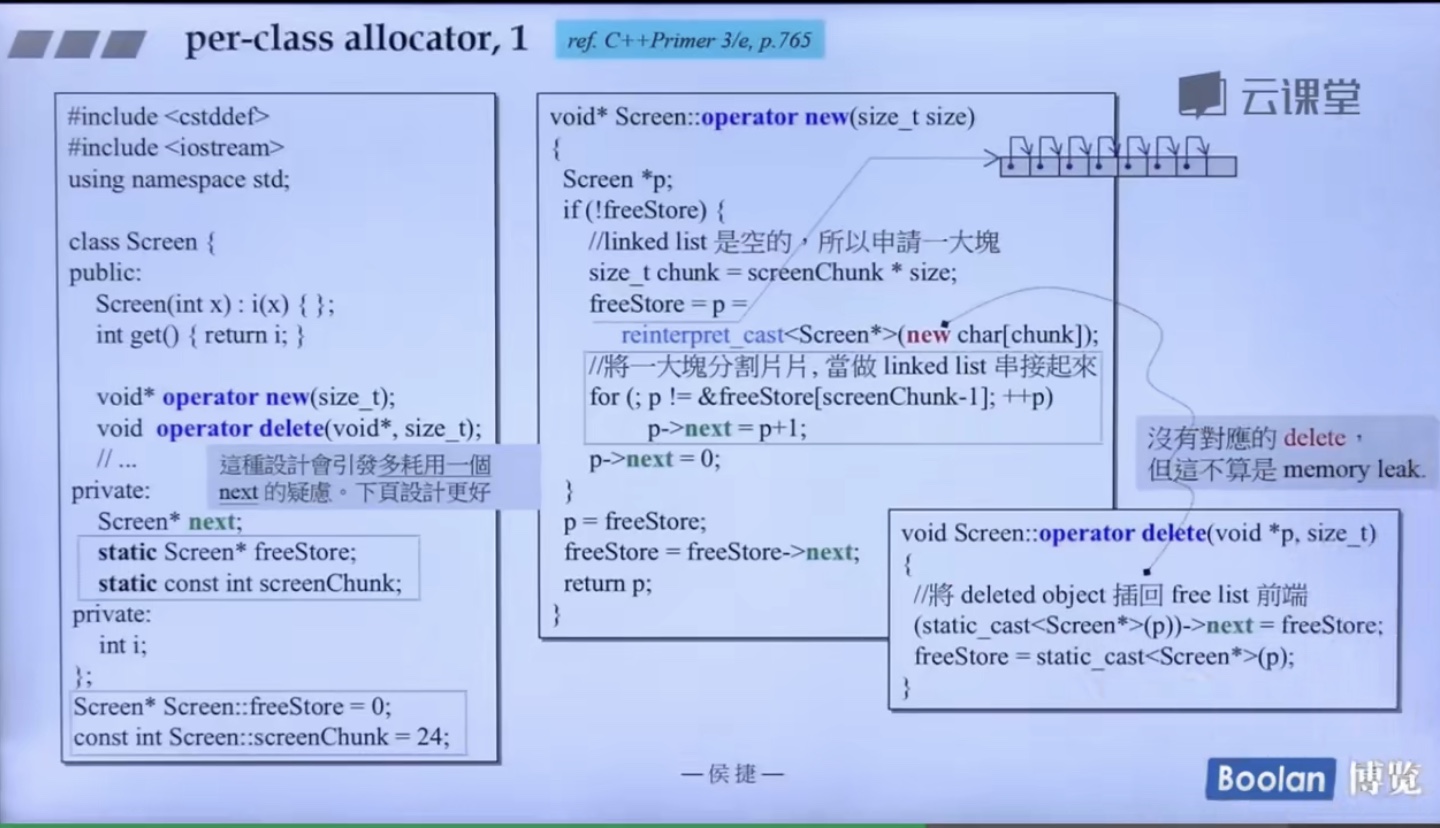 per-class allocator, 1
ref. C++Primer 3/e, p.765
云课堂
#include <cstddef>
#include <iostream>
using namespace std;
class Screen {
public:
Screen(int x) : i(x) { };
int get() { return i; }
void* operator new(size_t);
void operator delete(void*, size_t);
// ...
這種設計會引發多耗用一個
next 的疑慮。下頁設計更好
private:
Screen* next;
static Screen* freeStore;
static const int screenChunk;
private:
int i;
};
Screen* Screen::freeStore = 0;
const int Screen::screenChunk = 24;
void* Screen::operator new(size_t size)
{
Screen *p;
if (!freeStore) {
//linked list 是空的，所以申請一大塊
size_t chunk = screenChunk * size;
freeStore = p =
reinterpret_cast<Screen*>(new char[chunk]);
//將一大塊分割片片, 當做 linked list 串接起來
for (; p != &freeStore[screenChunk-1]; ++p)
p->next = p+1;
p->next = 0;
}
p = freeStore;
freeStore = freeStore->next;
return p;
}
沒有對應的 delete，
但這不算是 memory leak.
void Screen::operator delete(void *p, size_t)
{
//將 deleted object 插回 free list 前端
(static_cast<Screen*>(p))->next = freeStore;
freeStore = static_cast<Screen*>(p);
}
—侯捷—
Boolan 博览